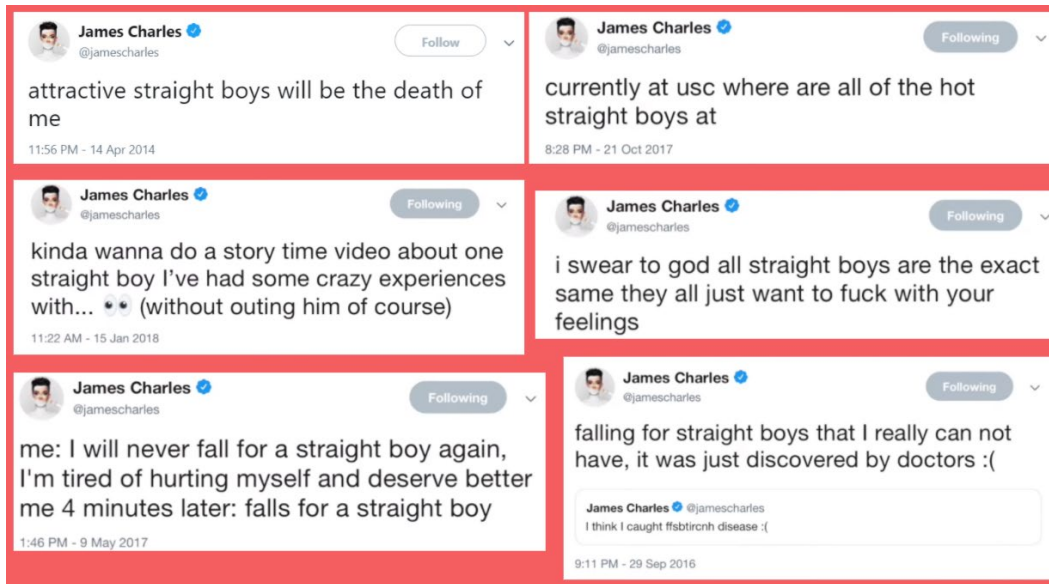 James Charles
@jamescharles
Follow
attractive straight boys will be the death of
me
11:56 PM - 14 Apr 2014
James Charles
@jamescharles
Following
currently at usc where are all of the hot
straight boys at
8:28 PM - 21 Oct 2017
James Charles
@jamescharles
Following
kinda wanna do a story time video about one
straight boy I've had some crazy experiences
with... 👀 (without outing him of course)
11:22 AM - 15 Jan 2018
James Charles
@jamescharles
Following
i swear to god all straight boys are the exact
same they all just want to fuck with your
feelings
James Charles
@jamescharles
Following
me: I will never fall for a straight boy again,
I'm tired of hurting myself and deserve better
me 4 minutes later: falls for a straight boy
1:46 PM - 9 May 2017
James Charles
@jamescharles
Following
falling for straight boys that I really can not
have, it was just discovered by doctors :(
James Charles @jamescharles
I think I caught ffsbtircnh disease :(
9:11 PM - 29 Sep 2016